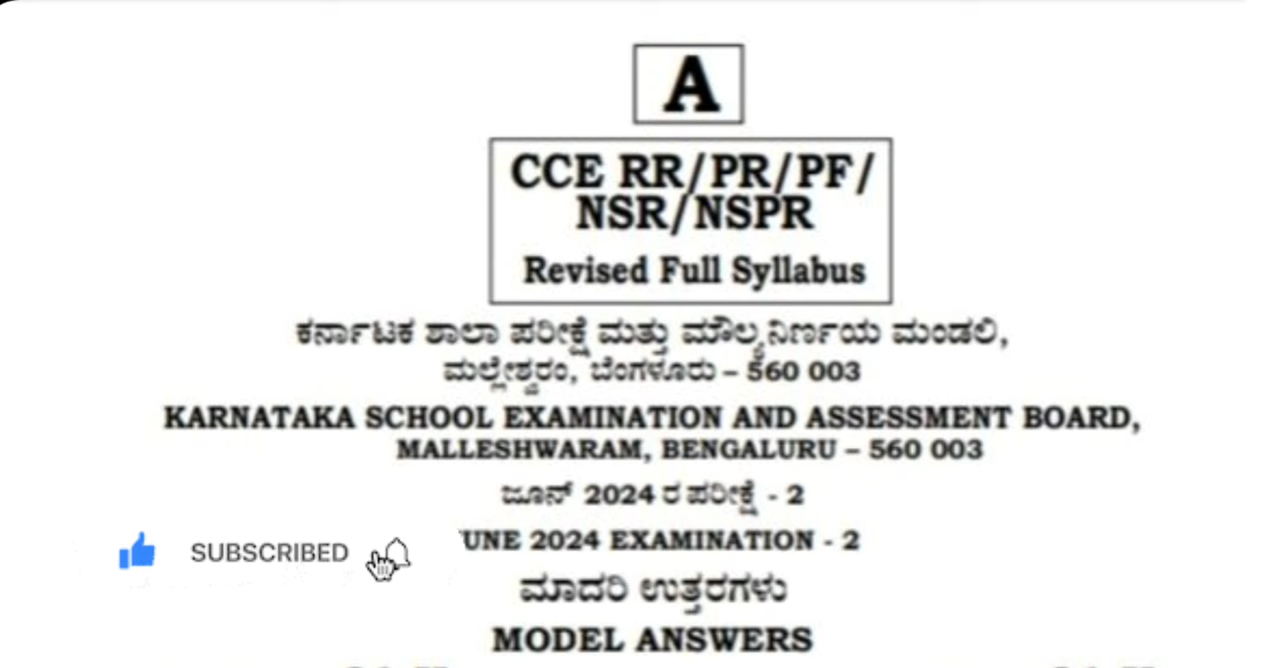 A
CCE RR/PR/PF/
NSR/NSPR
Revised Full Syllabus
ಕರ್ನಾಟಕ ಶಾಲಾ ಪರೀಕ್ಷೆ ಮತ್ತು ಮೌಲ್ಯನಿರ್ಣಯ ಮಂಡಲಿ,
ಮಲ್ಲೇಶ್ವರಂ, ಬೆಂಗಳೂರು – 560 003
KARNATAKA SCHOOL EXAMINATION AND ASSESSMENT BOARD,
MALLESHWARAM, BENGALURU – 560 003
ಜೂನ್ 2024 ರ ಪರೀಕ್ಷೆ - 2
UNE 2024 EXAMINATION - 2
SUBSCRIBED
ಮಾದರಿ ಉತ್ತರಗಳು
MODEL ANSWERS